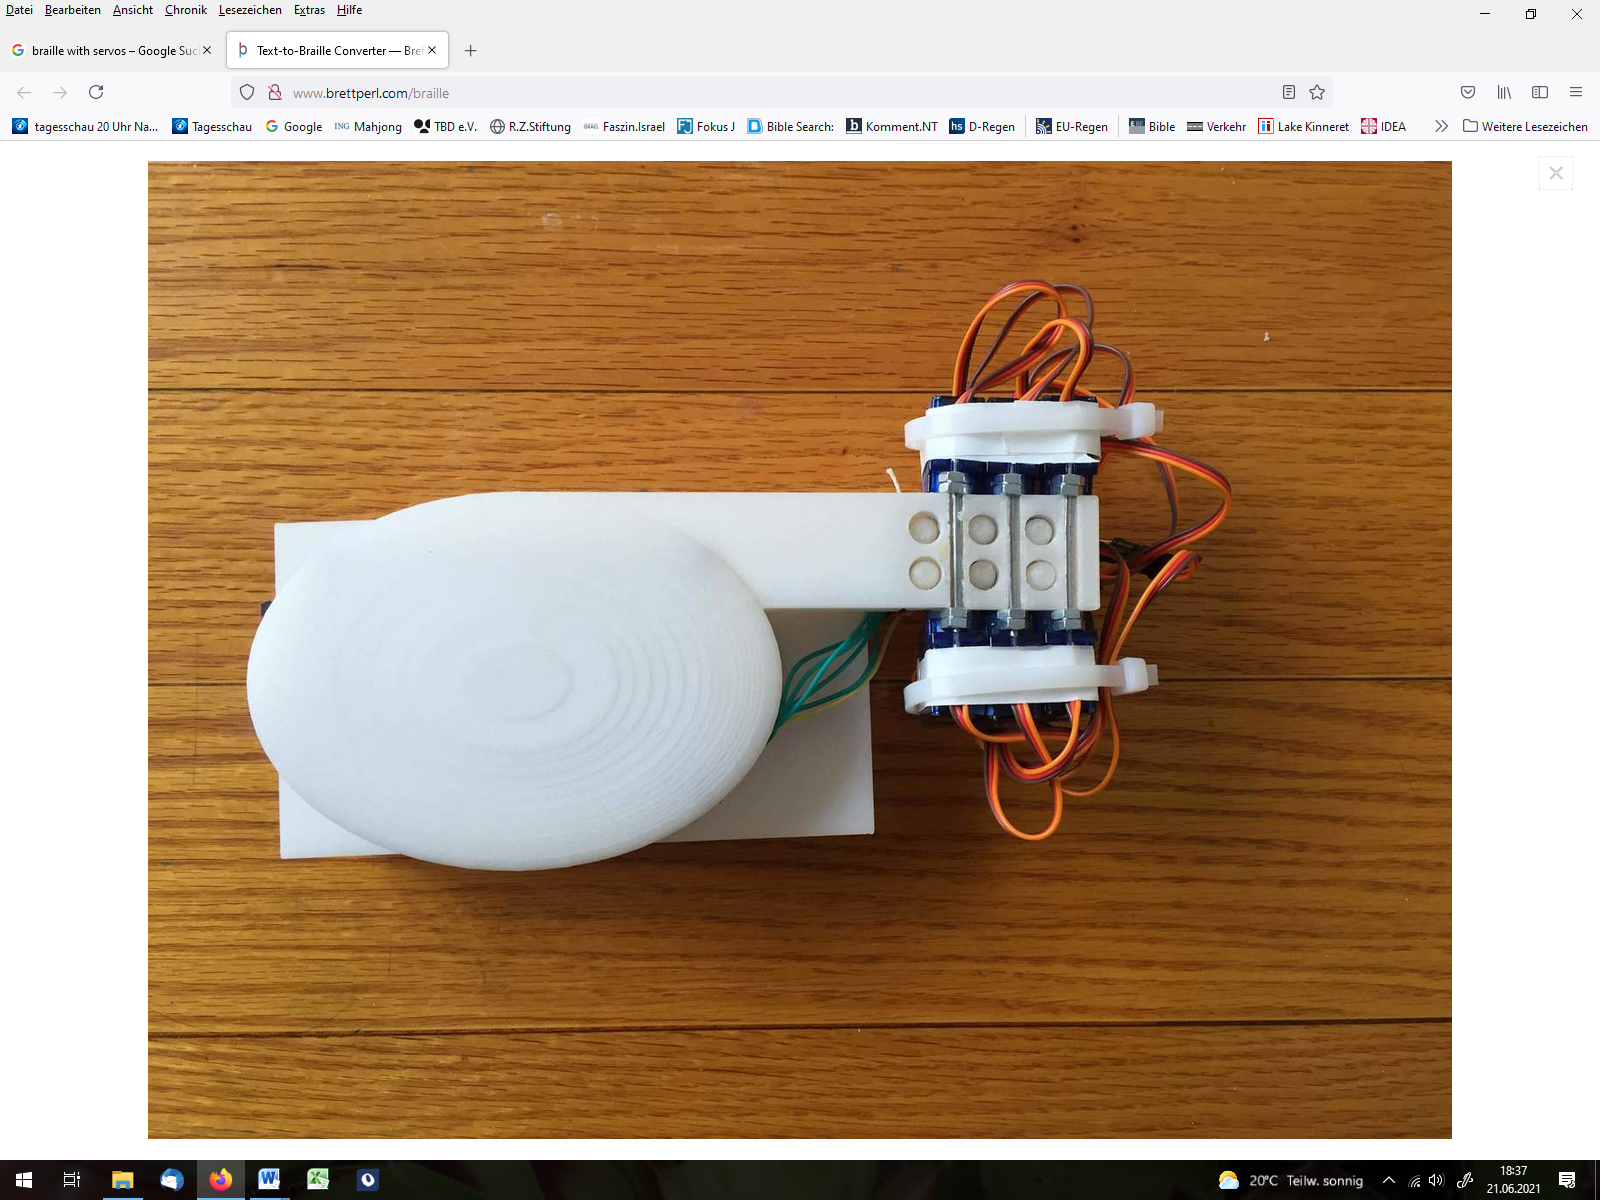 Datei Bearbeiten Ansicht Chronik Lesezeichen Extras Hilfe
braille with servos – Google Suc
Text-to-Braille Converter — Bret
www.brettperl.com/braille
tagesschau 20 Uhr Na... Tagesschau Google ING Mahjong TBD e.V. R.Z.Stiftung Faszin.Israel Fokus J Bible Search: Komment.NT D-Regen EU-Regen Bible Verkehr Lake Kinneret IDEA Weitere Lesezeichen
20°C Teilw. sonnig
18:37
21.06.2021